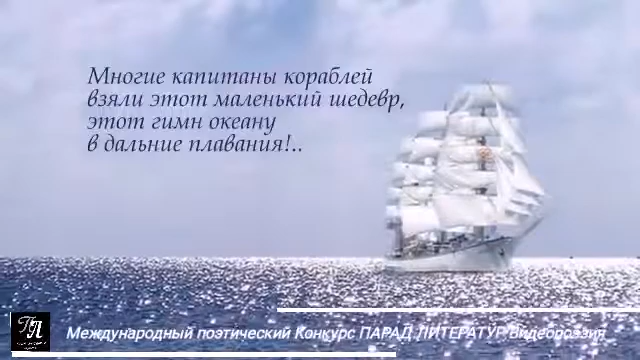 Многие капитаны кораблей
взяли этот маленький шедевр,
этот гимн океану
в дальние плавания!..
Международный поэтический Конкурс ПАРАД ЛИТЕРАТУР Видеопоэзия